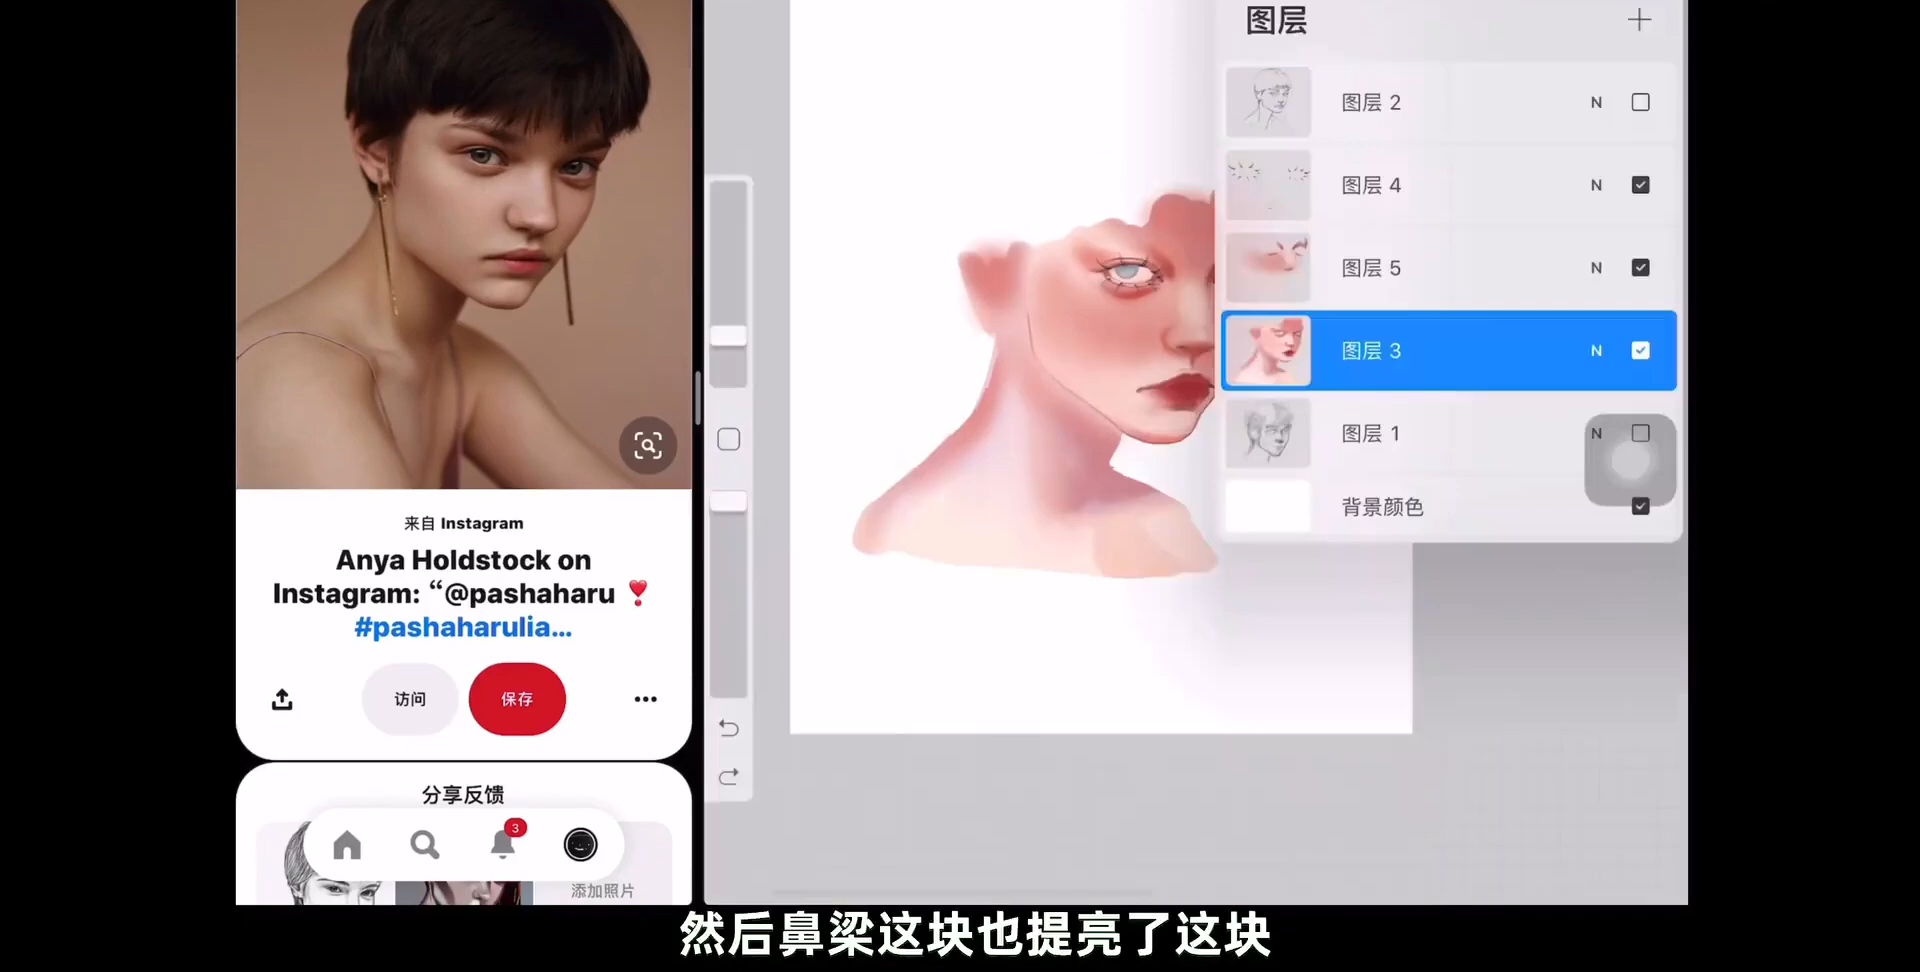 来自 Instagram
Anya Holdstock on
Instagram: “@pashaharu ❣️
#pashaharulia...
访问
保存
分享反馈
3
添加照片
图层
图层 2 N
图层 4 N
图层 5 N
图层 3 N
图层 1 N
背景颜色
然后鼻梁这块也提亮了这块